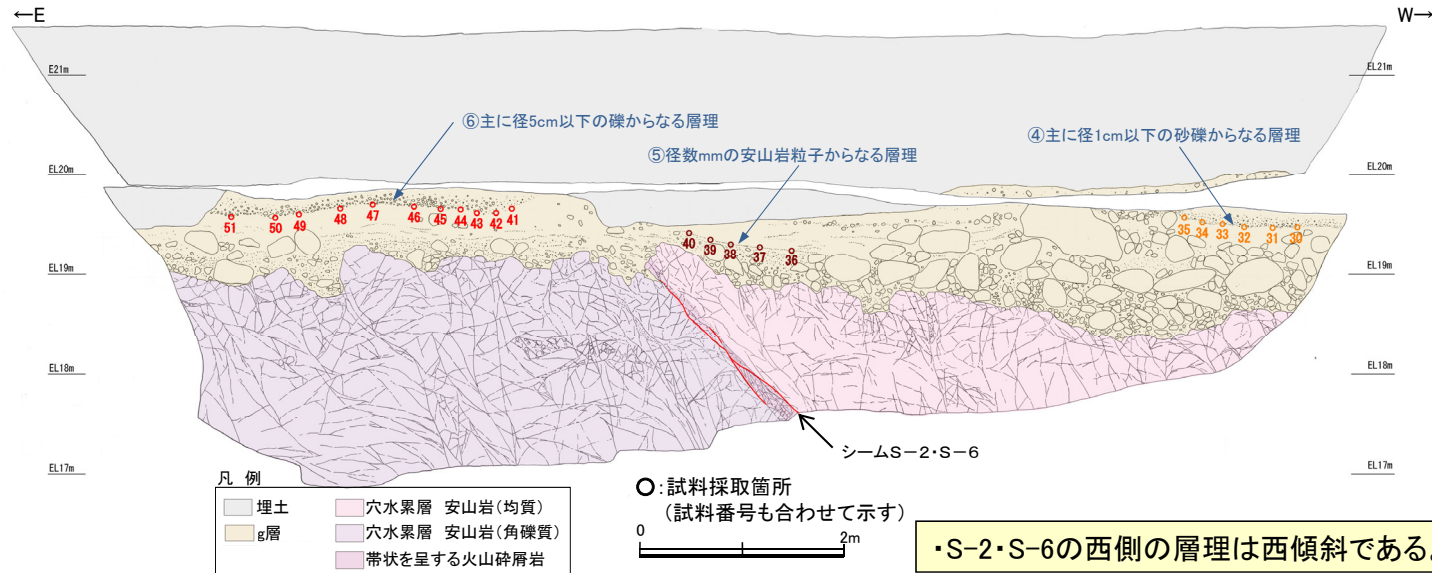 ←E
W→
E21m
EL21m
⑥主に径5cm以下の礫からなる層理
④主に径1cm以下の砂礫からなる層理
⑤径数mmの安山岩粒子からなる層理
EL20m
EL20m
51 50 49 48 47 46 45 44 43 42 41
40 39 38 37 36
35 34 33 32 31 30
EL19m
EL19m
EL18m
EL18m
シームS-2・S-6
EL17m
EL17m
凡 例
埋土
g層
穴水累層 安山岩(均質)
穴水累層 安山岩(角礫質)
帯状を呈する火山砕屑岩
○:試料採取箇所
(試料番号も合わせて示す)
0 2m
・S-2・S-6の西側の層理は西傾斜である。